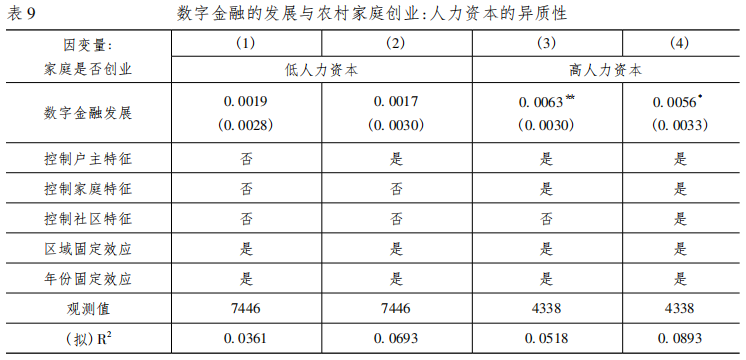 表 9 数字金融的发展与农村家庭创业:人力资本的异质性
因变量: (1) (2) (3) (4)
家庭是否创业 低人力资本 高人力资本
数字金融发展 0.0019 0.0017 0.0063** 0.0056*
(0.0028) (0.0030) (0.0030) (0.0033)
控制户主特征 否 是 是 是
控制家庭特征 否 否 是 是
控制社区特征 否 否 否 是
区域固定效应 是 是 是 是
年份固定效应 是 是 是 是
观测值 7446 7446 4338 4338
(拟)R² 0.0361 0.0693 0.0518 0.0893